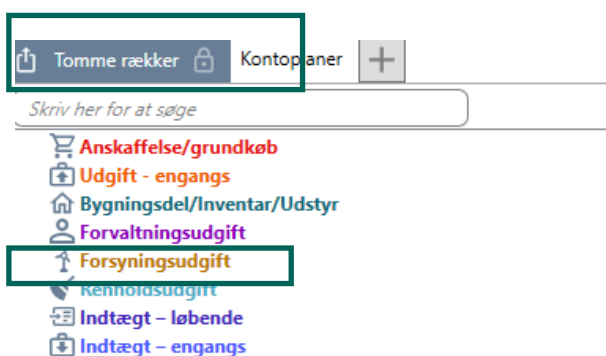 Tomme rækker Kontoplaner
Skriv her for at søge
Anskaffelse/grundkøb
Udgift - engangs
Bygningsdel/Inventar/Udstyr
Forvaltningsudgift
Forsyningsudgift
Renholdsudgift
Indtægt – løbende
Indtægt – engangs